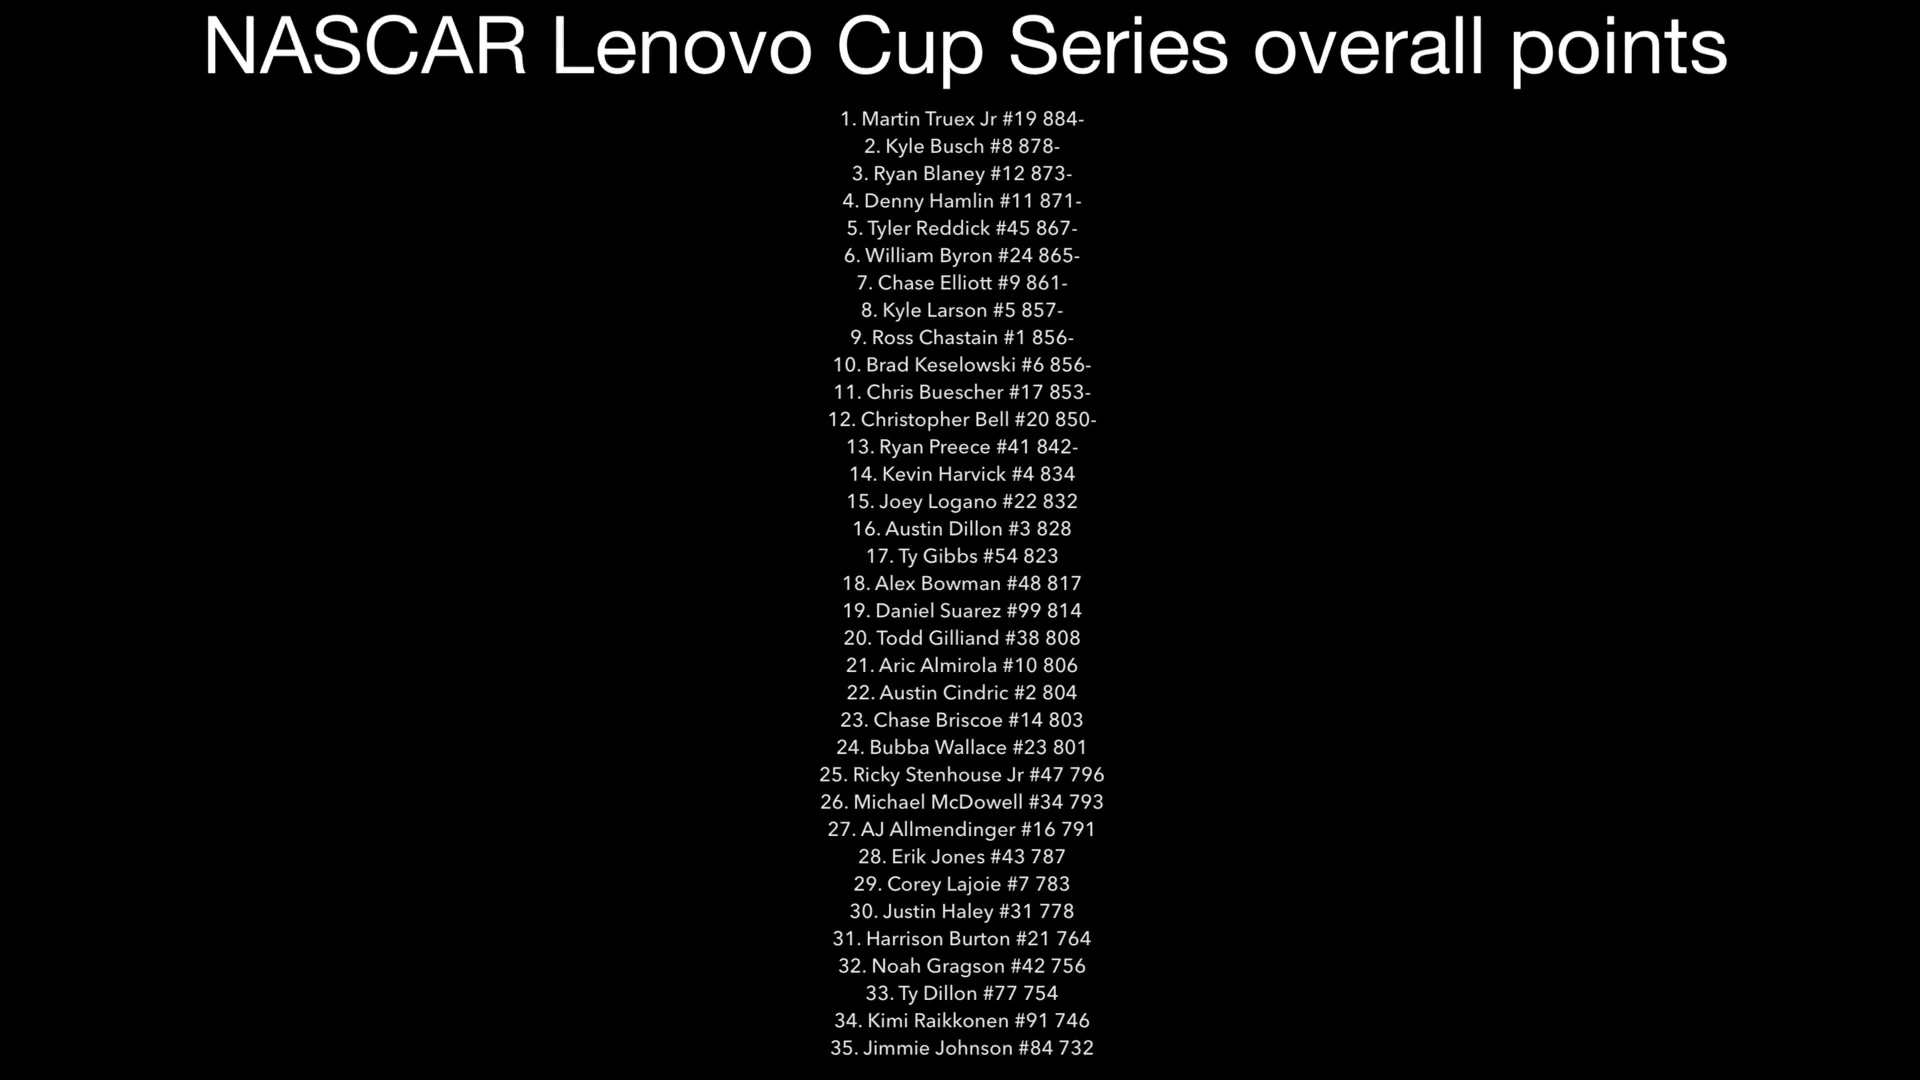 NASCAR Lenovo Cup Series overall points
1. Martin Truex Jr #19 884-
2. Kyle Busch #8 878-
3. Ryan Blaney #12 873-
4. Denny Hamlin #11 871-
5. Tyler Reddick #45 867-
6. William Byron #24 865-
7. Chase Elliott #9 861-
8. Kyle Larson #5 857-
9. Ross Chastain #1 856-
10. Brad Keselowski #6 856-
11. Chris Buescher #17 853-
12. Christopher Bell #20 850-
13. Ryan Preece #41 842-
14. Kevin Harvick #4 834
15. Joey Logano #22 832
16. Austin Dillon #3 828
17. Ty Gibbs #54 823
18. Alex Bowman #48 817
19. Daniel Suarez #99 814
20. Todd Gilliand #38 808
21. Aric Almirola #10 806
22. Austin Cindric #2 804
23. Chase Briscoe #14 803
24. Bubba Wallace #23 801
25. Ricky Stenhouse Jr #47 796
26. Michael McDowell #34 793
27. AJ Allmendinger #16 791
28. Erik Jones #43 787
29. Corey Lajoie #7 783
30. Justin Haley #31 778
31. Harrison Burton #21 764
32. Noah Gragson #42 756
33. Ty Dillon #77 754
34. Kimi Raikkonen #91 746
35. Jimmie Johnson #84 732